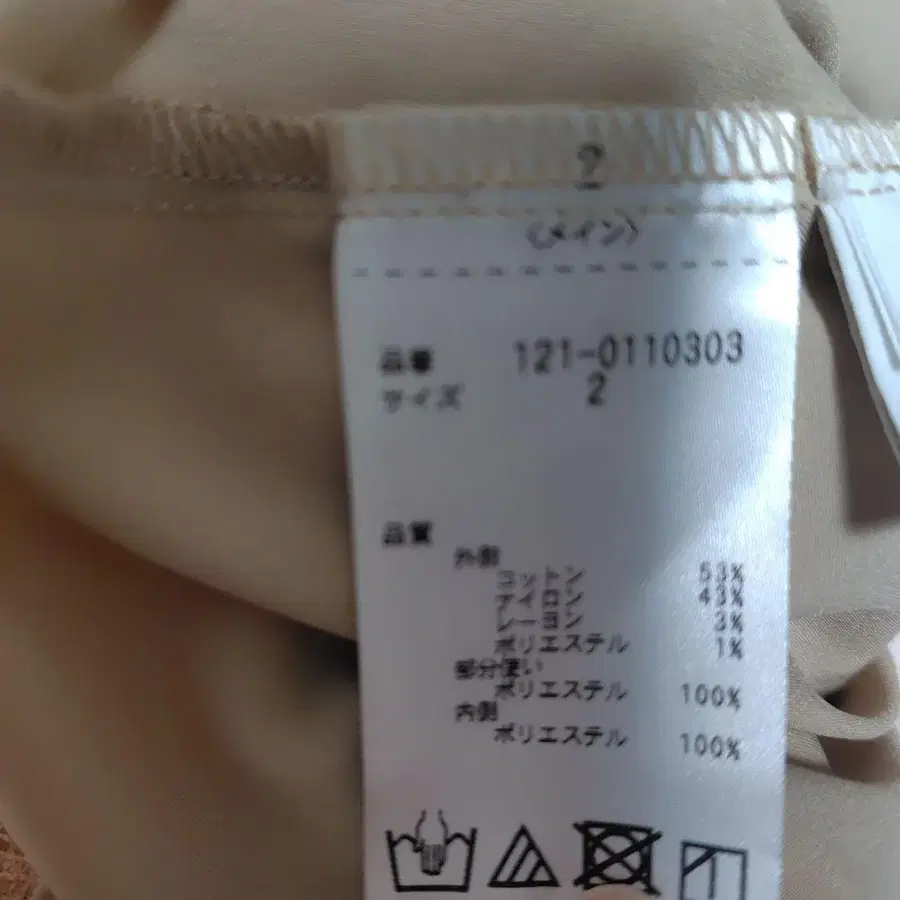 2
〈メイン〉
品番 121-0110303
サイズ 2
品質
外側
コットン 53%
ナイロン 43%
レーヨン 3%
ポリエステル 1%
部分使い
ポリエステル 100%
内側
ポリエステル 100%